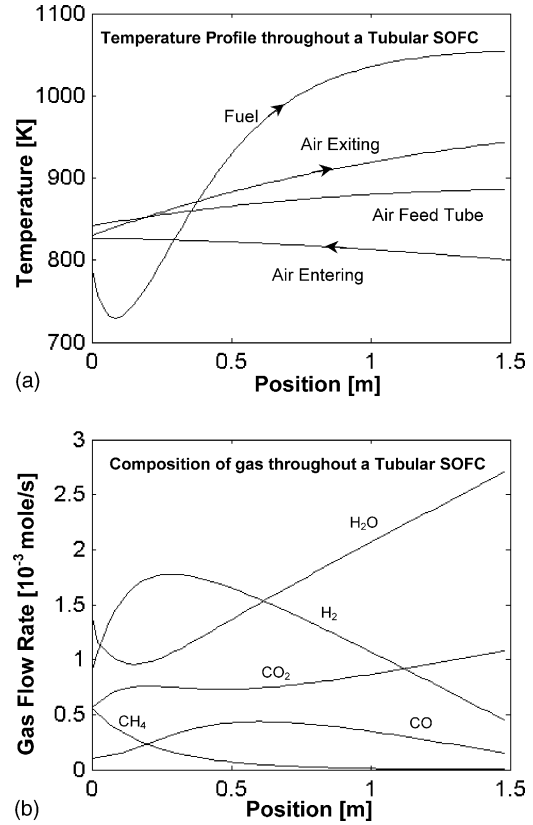 (a)
Temperature Profile throughout a Tubular SOFC
Temperature [K]
1100
1000
900
800
700
Fuel
Air Exiting
Air Feed Tube
Air Entering
0
0.5
1
1.5
Position [m]
(b)
Composition of gas throughout a Tubular SOFC
Gas Flow Rate [10⁻³ mole/s]
3
2.5
2
1.5
1
0.5
0
H₂O
H₂
CO₂
CH₄
CO
0
0.5
1
1.5
Position [m]